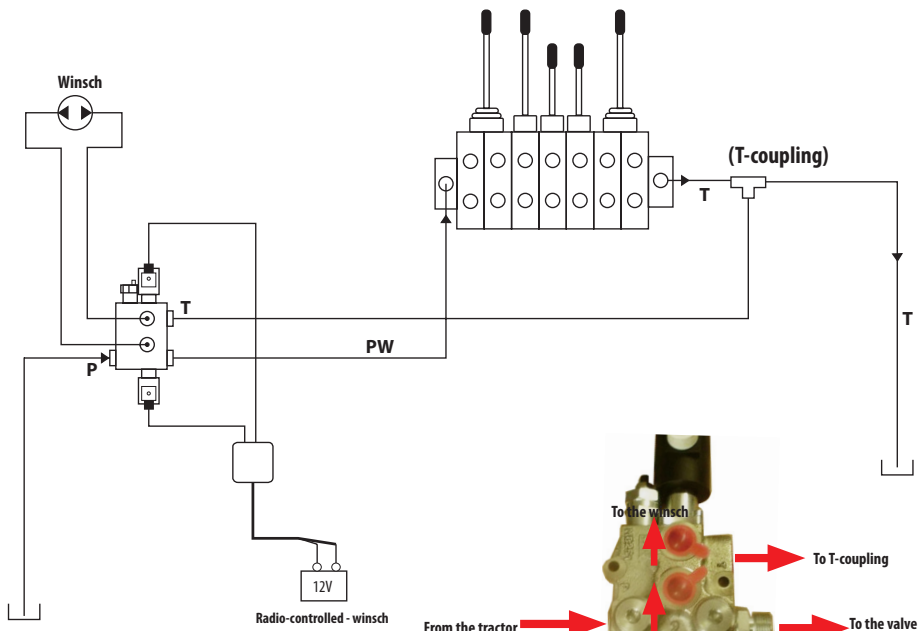 Winsch
(T-coupling)
T
T
PW
P
T
12V
Radio-controlled - winsch
To the winsch
To T-coupling
From the tractor
To the valve